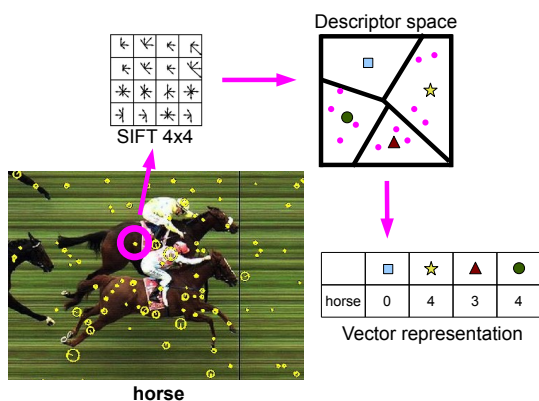 Descriptor space
SIFT 4x4
horse 0 4 3 4
Vector representation
horse